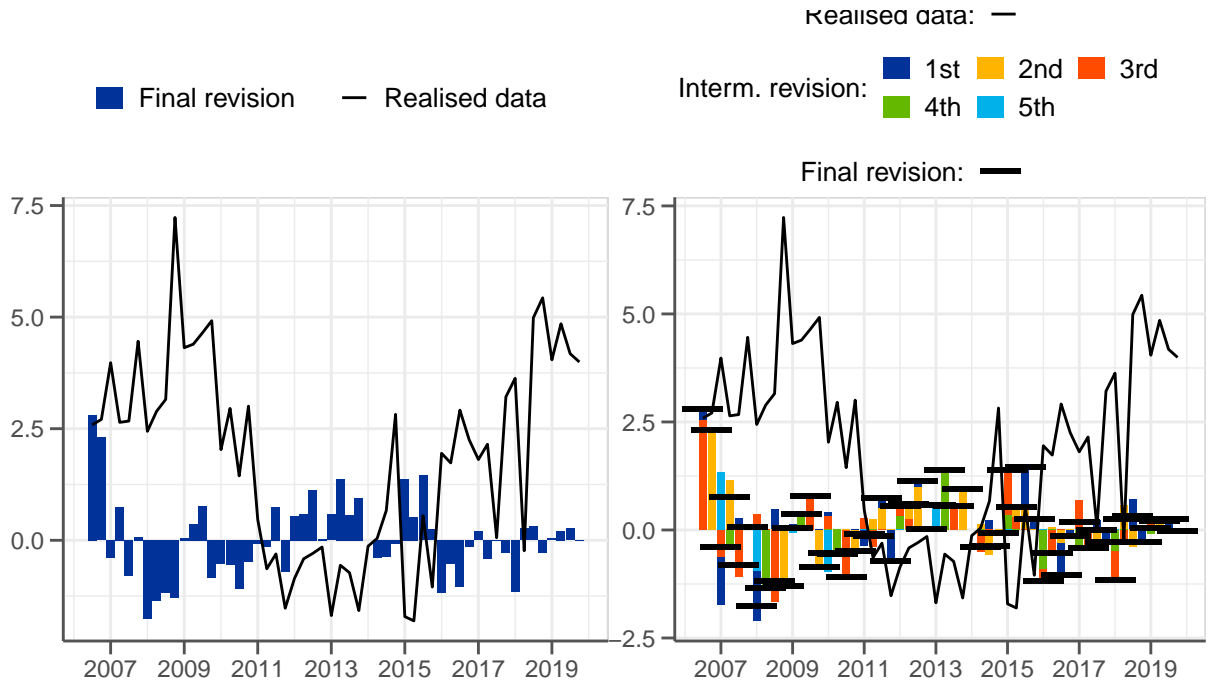 Realised data:
Final revision Realised data
Interm. revision: 1st 2nd 3rd
4th 5th
Final revision:
7.5
5.0
2.5
0.0
2007 2009 2011 2013 2015 2017 2019
7.5
5.0
2.5
0.0
−2.5
2007 2009 2011 2013 2015 2017 2019